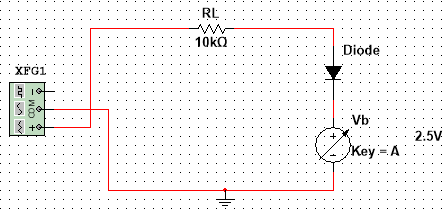 RL
10kΩ
Diode
XFG1
COM
Vb
2.5V
Key = A